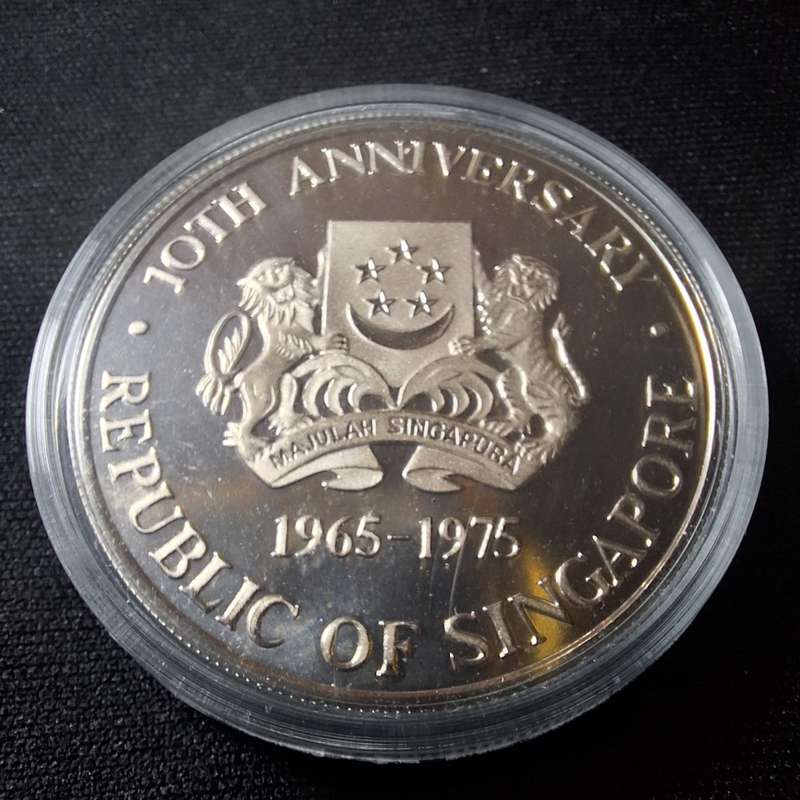 10TH ANNIVERSARY
MAJULAH SINGAPURA
1965-1975
REPUBLIC OF SINGAPORE